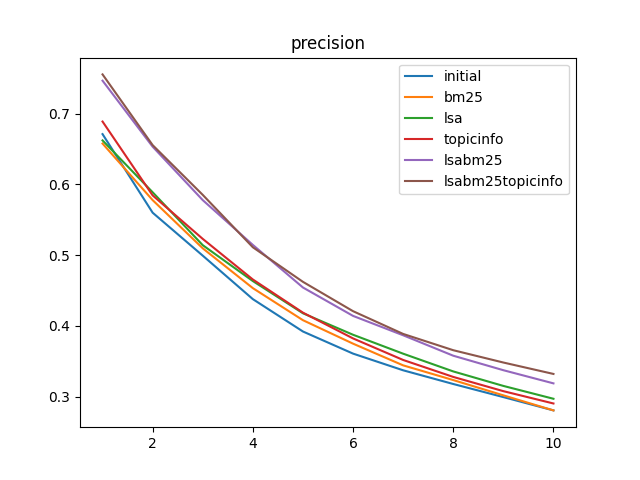 precision
initial
bm25
lsa
topicinfo
lsabm25
lsabm25topicinfo
0.7
0.6
0.5
0.4
0.3
2 4 6 8 10